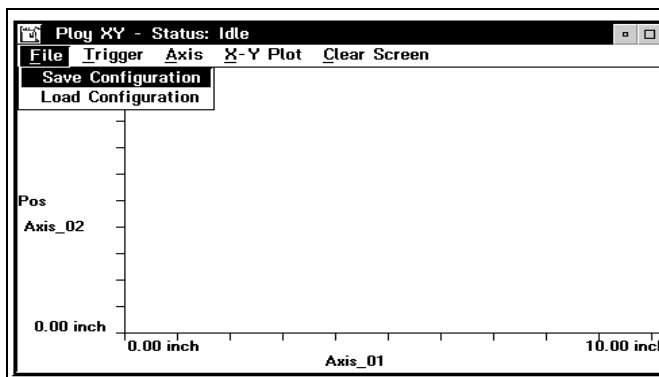 Ploy XY - Status: Idle
File Trigger Axis X-Y Plot Clear Screen
Save Configuration
Load Configuration
Pos
Axis_02
0.00 inch
0.00 inch 10.00 incl
Axis_01